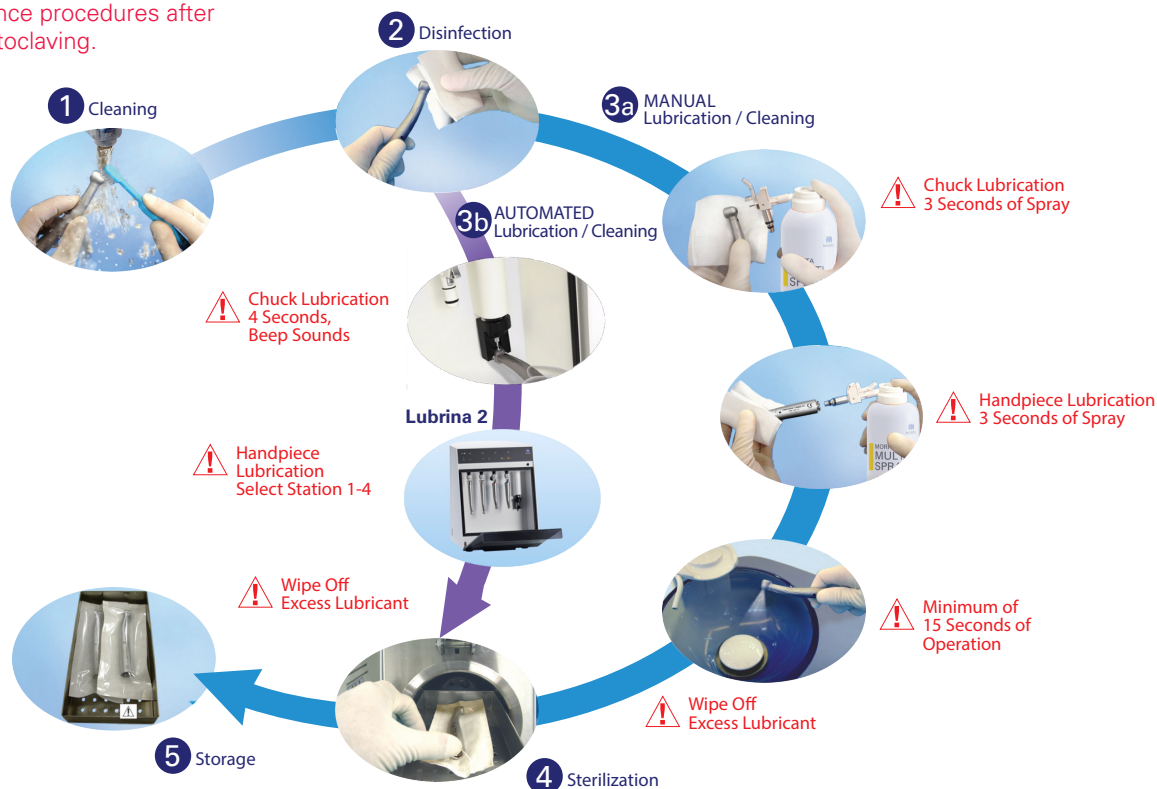 nce procedures after
toclaving.
2 Disinfection
1 Cleaning
3a MANUAL
Lubrication / Cleaning
Chuck Lubrication
3 Seconds of Spray
3b AUTOMATED
Lubrication / Cleaning
Chuck Lubrication
4 Seconds,
Beep Sounds
Handpiece Lubrication
3 Seconds of Spray
MULT
SPR
Lubrina 2
Handpiece
Lubrication
Select Station 1-4
Wipe Off
Excess Lubricant
Minimum of
15 Seconds of
Operation
Wipe Off
Excess Lubricant
5 Storage
4 Sterilization